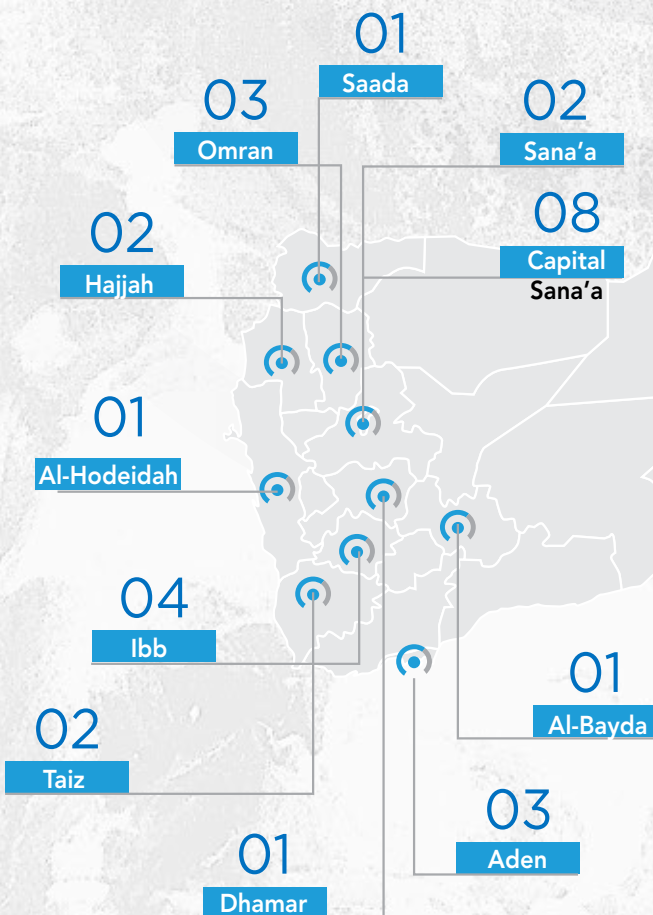 01
Saada
03
Omran
02
Sana’a
08
Capital
Sana’a
02
Hajjah
01
Al-Hodeidah
04
Ibb
01
Al-Bayda
02
Taiz
03
Aden
01
Dhamar